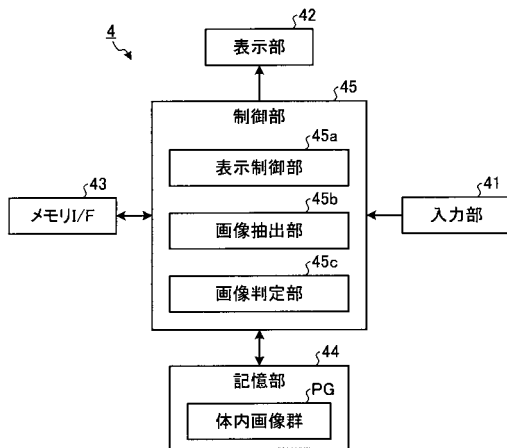 4
42
表示部
45
制御部
45a
表示制御部
43
メモリI/F
45b
画像抽出部
41
入力部
45c
画像判定部
44
記憶部
PG
体内画像群